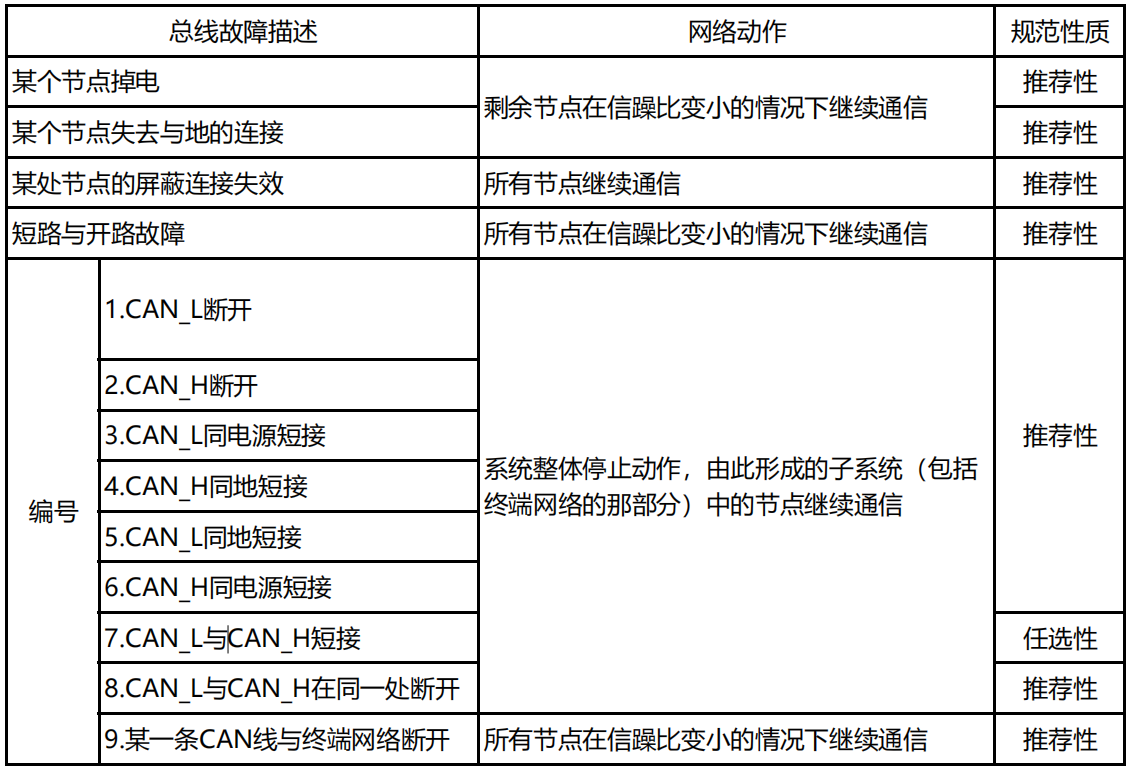 总线故障描述
网络动作
规范性质
某个节点掉电
剩余节点在信躁比变小的情况下继续通信
推荐性
某个节点失去与地的连接
推荐性
某处节点的屏蔽连接失效
所有节点继续通信
推荐性
短路与开路故障
所有节点在信躁比变小的情况下继续通信
推荐性
编号
1.CAN_L断开
2.CAN_H断开
3.CAN_L同电源短接
4.CAN_H同地短接
5.CAN_L同地短接
6.CAN_H同电源短接
7.CAN_L与CAN_H短接
8.CAN_L与CAN_H在同一处断开
系统整体停止动作，由此形成的子系统（包括
终端网络的那部分）中的节点继续通信
推荐性
任选性
推荐性
9.某一条CAN线与终端网络断开
所有节点在信躁比变小的情况下继续通信
推荐性